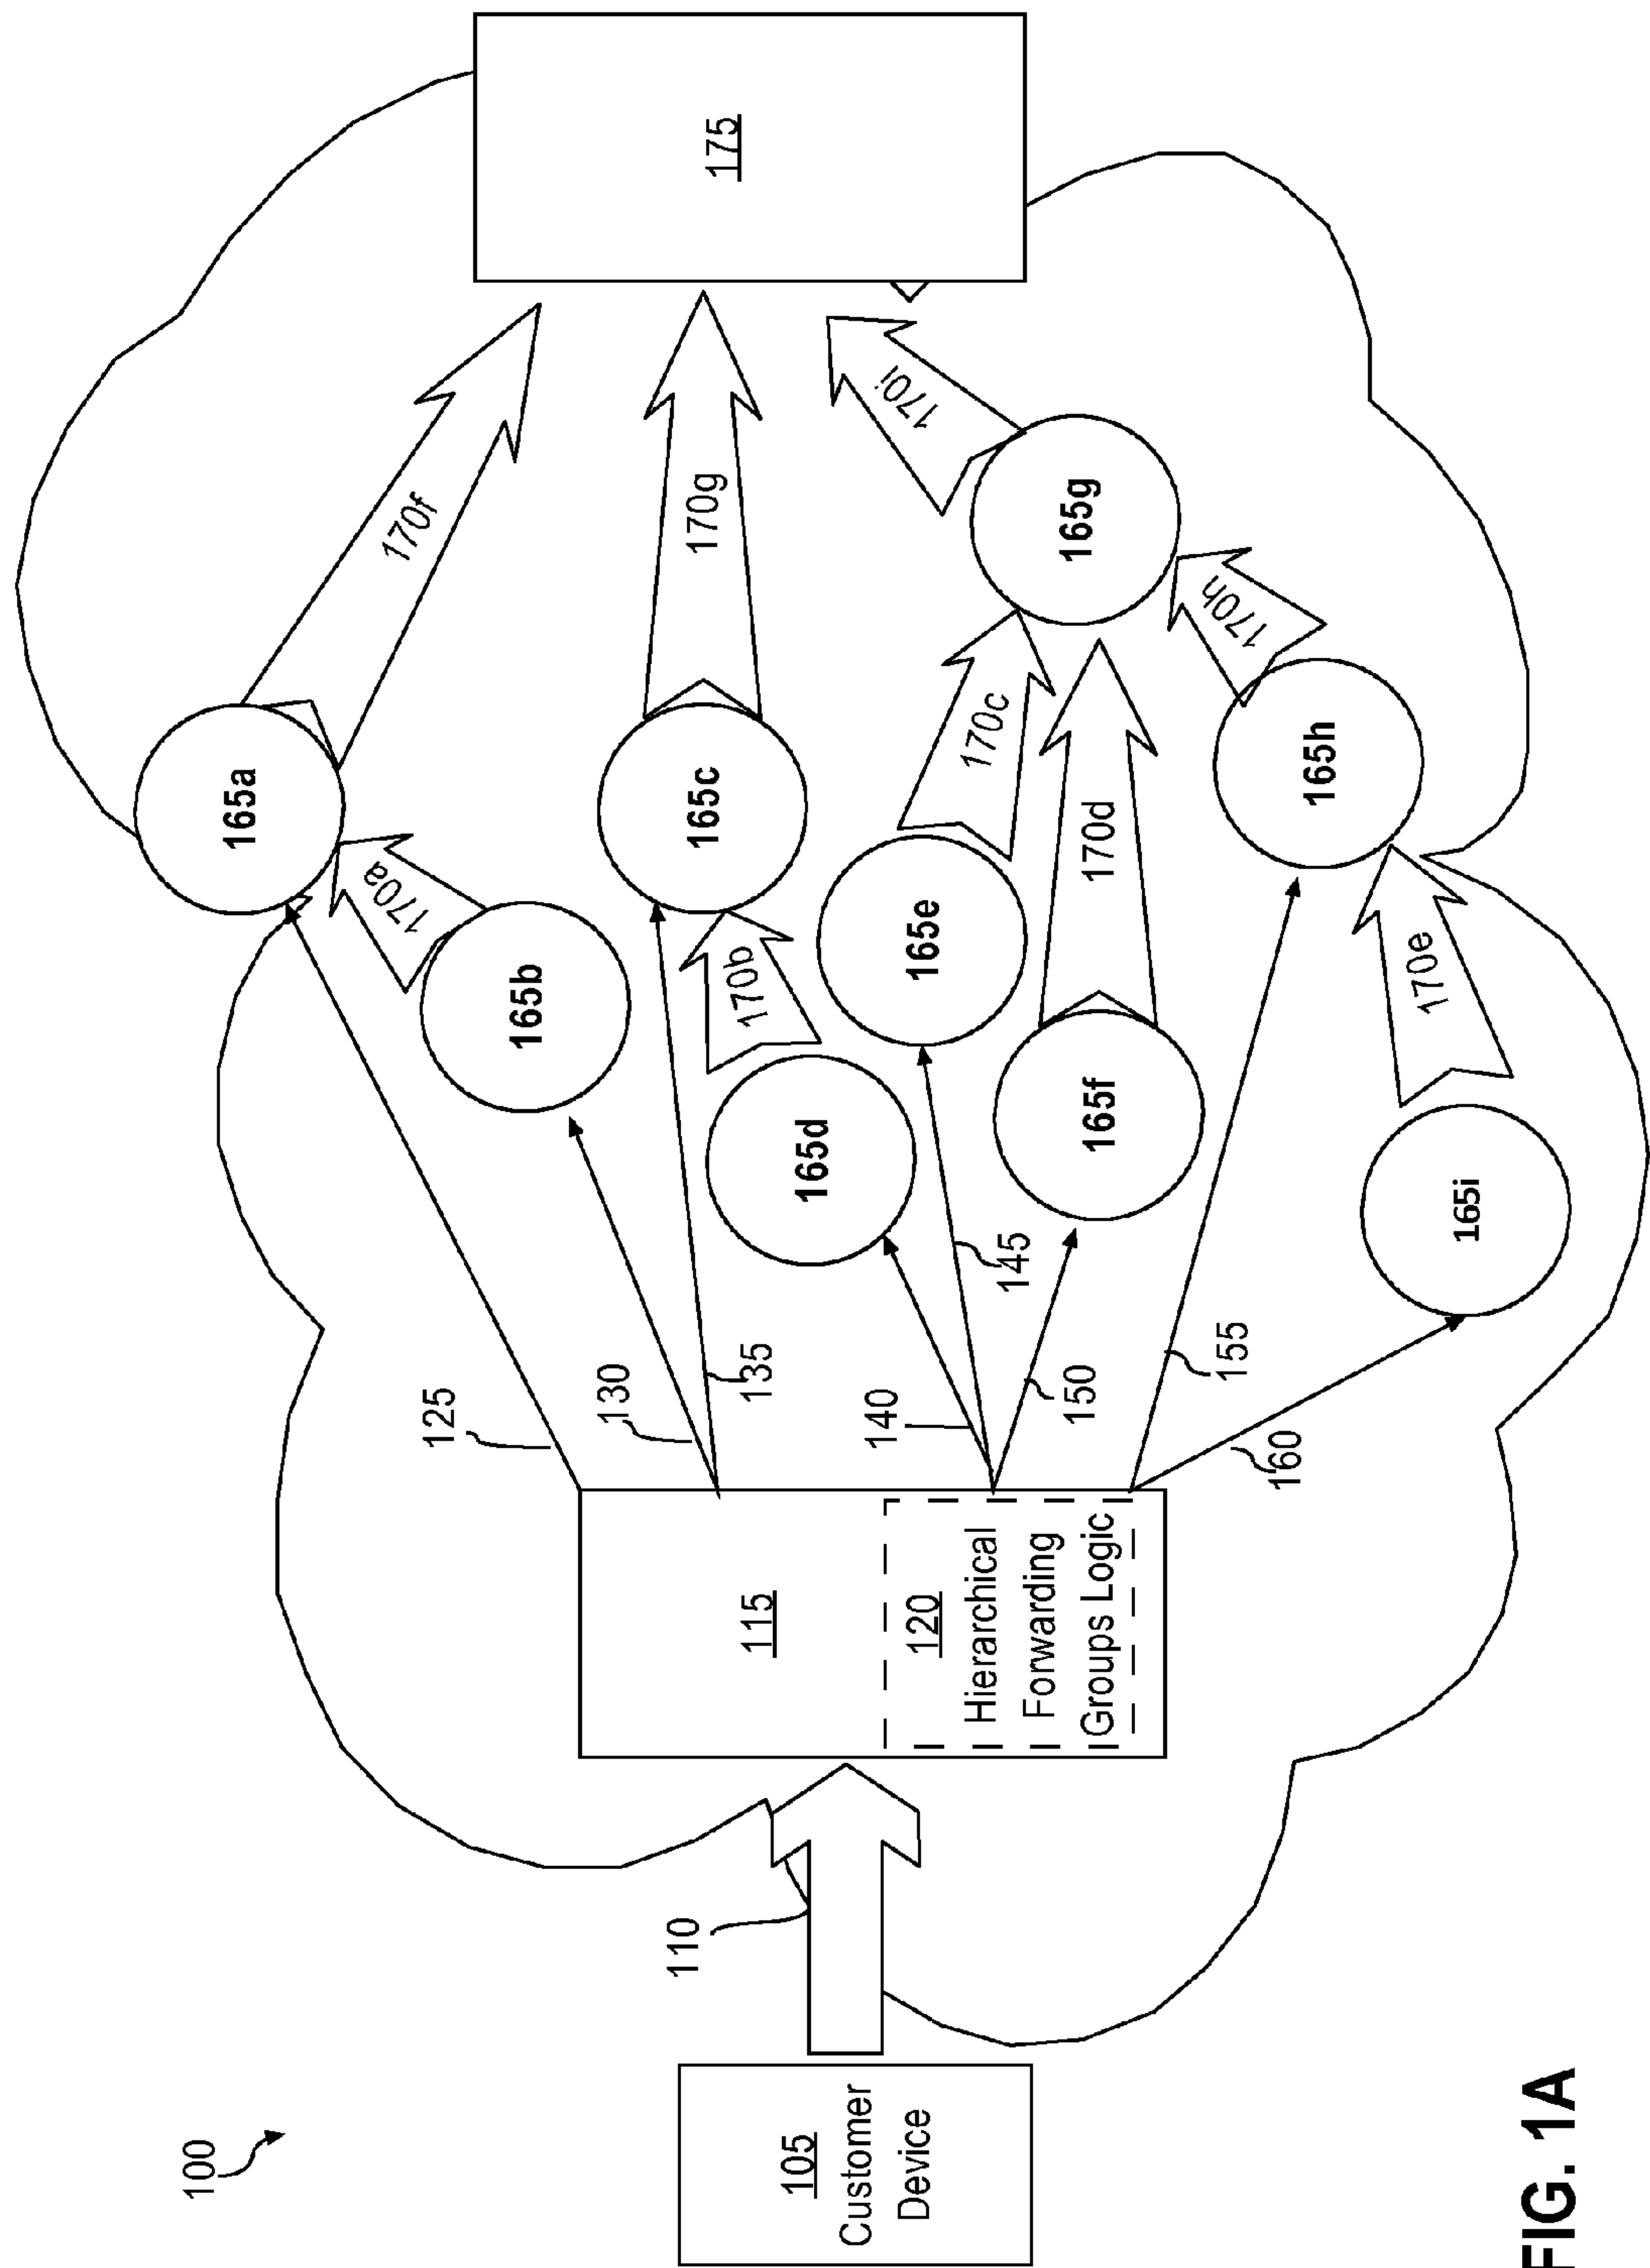 100
105
Customer
Device
110
115
120
Hierarchical
Forwarding
Groups Logic
125
130
135
140
145
150
155
160
165a
165b
165c
165d
165e
165f
165g
165h
165i
170a
170b
170c
170d
170e
170f
170g
170h
170i
175
FIG. 1A